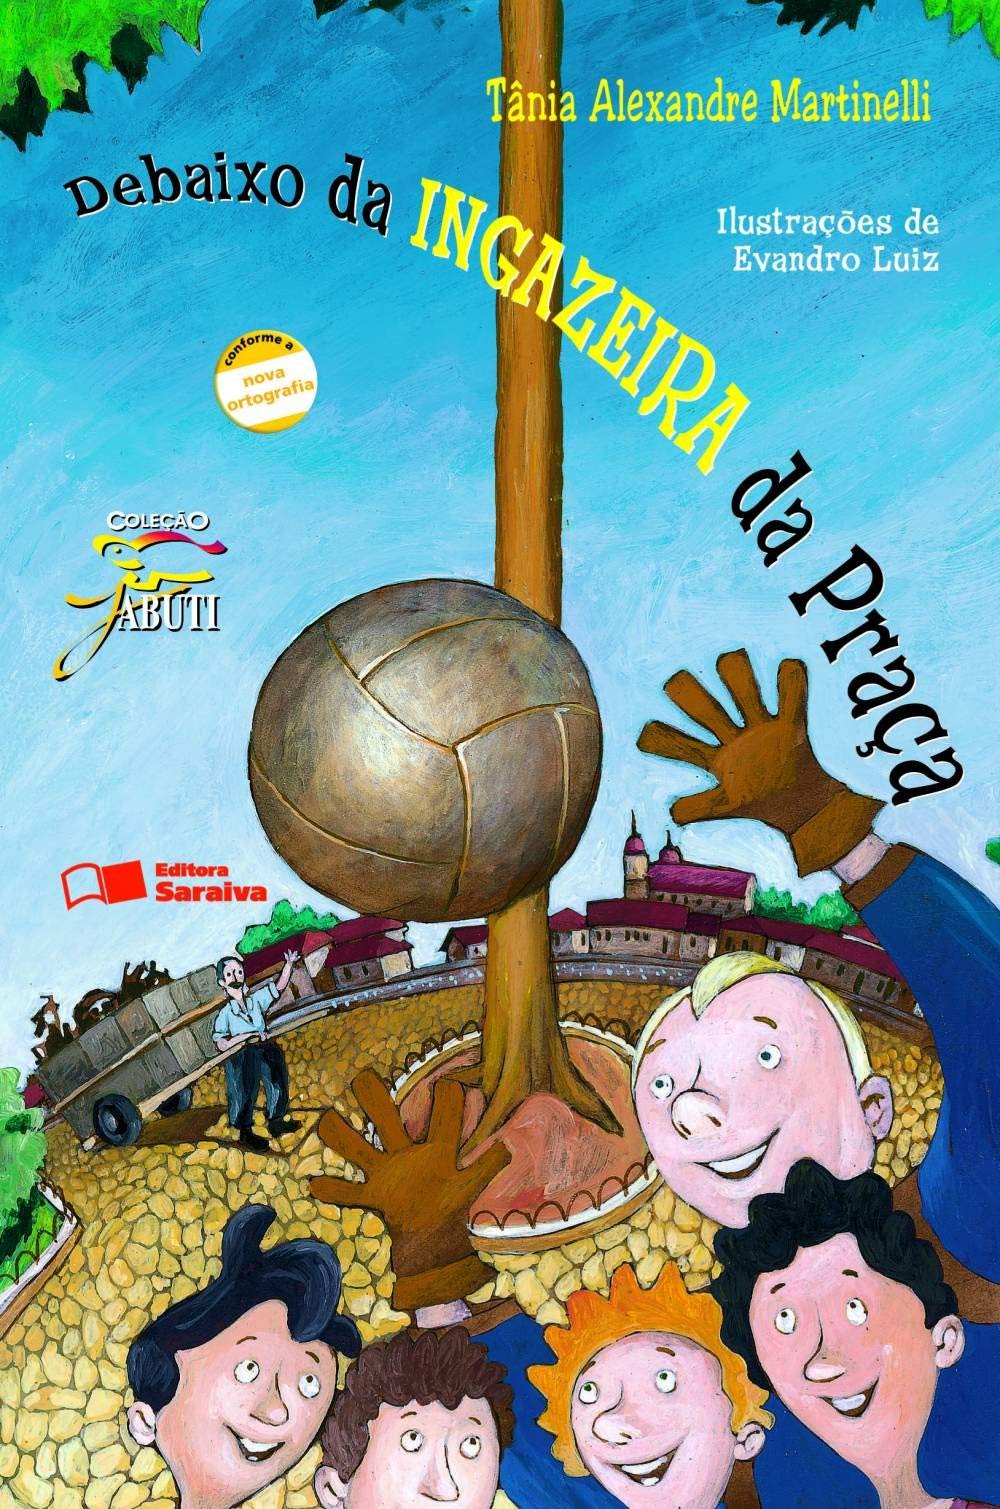 Tânia Alexandre Martinelli
Debaixo da INGAZEIRA da Praça
Ilustrações de
Evandro Luiz
conforme a
nova
ortografia
COLEÇÃO
JABUTI
Editora
Saraiva